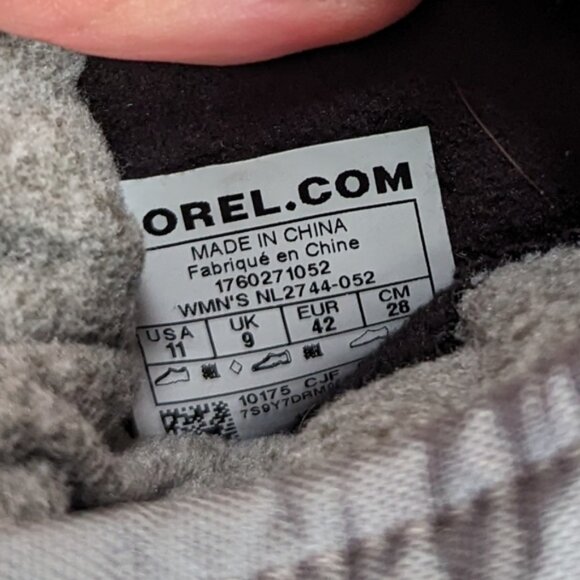 OREL.COM
MADE IN CHINA
Fabriqué en Chine
1760271052
WMN'S NL2744-052
USA UK EUR CM
11 9 42 28
10175 CJF
7S9Y7DRM